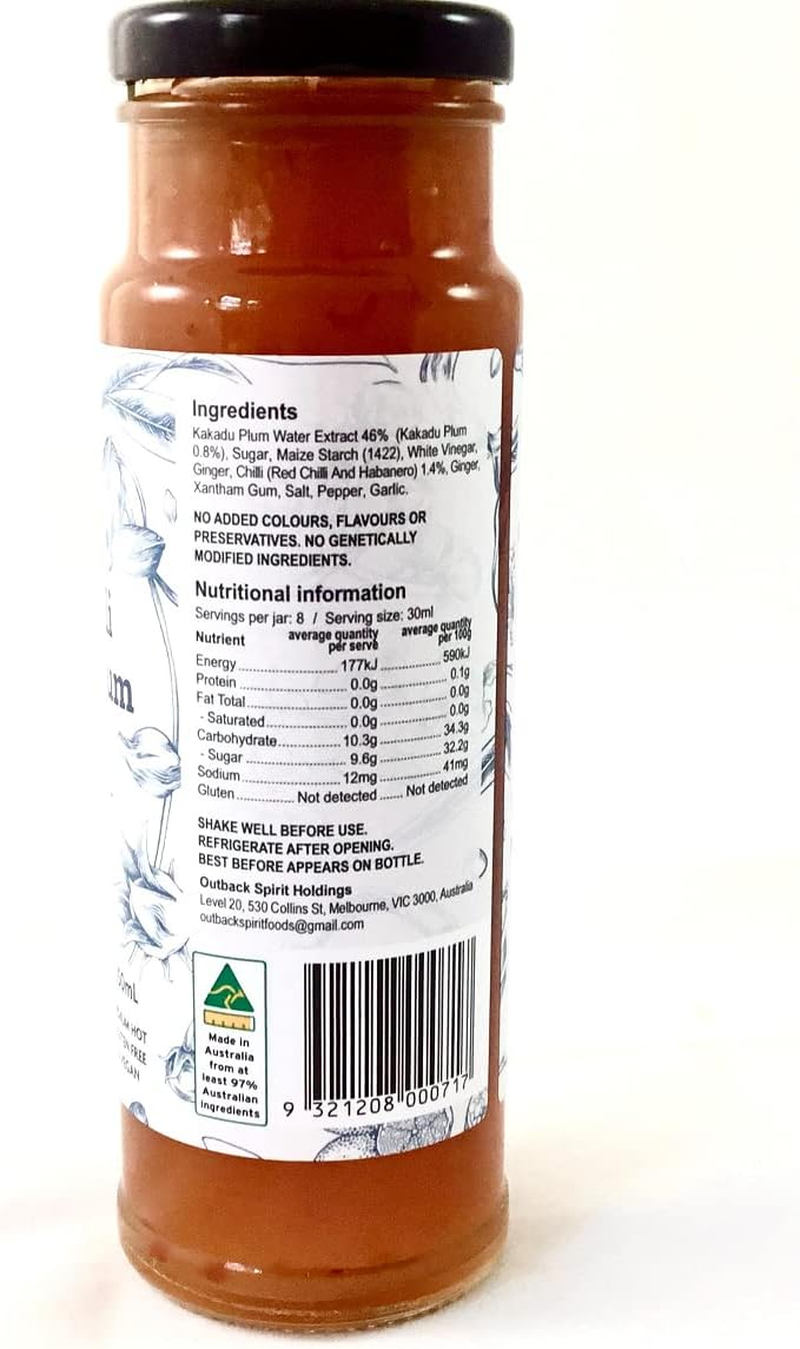 Ingredients
Kakadu Plum Water Extract 46% (Kakadu Plum
0.8%), Sugar, Maize Starch (1422), White Vinegar,
Ginger, Chilli (Red Chilli And Habanero) 1.4%, Ginger,
Xantham Gum, Salt, Pepper, Garlic.
NO ADDED COLOURS, FLAVOURS OR
PRESERVATIVES. NO GENETICALLY
MODIFIED INGREDIENTS.
Nutritional information
Servings per jar: 8 / Serving size: 30ml
Nutrient average quantity per serve average quantity per 100g
Energy 177kJ 590kJ
Protein 0.0g 0.1g
Fat Total 0.0g 0.0g
- Saturated 0.0g 0.0g
Carbohydrate 10.3g 34.3g
- Sugar 9.6g 32.2g
Sodium 12mg 41mg
Gluten Not detected Not detected
SHAKE WELL BEFORE USE.
REFRIGERATE AFTER OPENING.
BEST BEFORE APPEARS ON BOTTLE.
Outback Spirit Holdings
Level 20, 530 Collins St, Melbourne, VIC 3000, Australia
outbackspiritfoods@gmail.com
Made in
Australia
from at
least 97%
Australian
ingredients
9 321208 000717
HOT
FREE